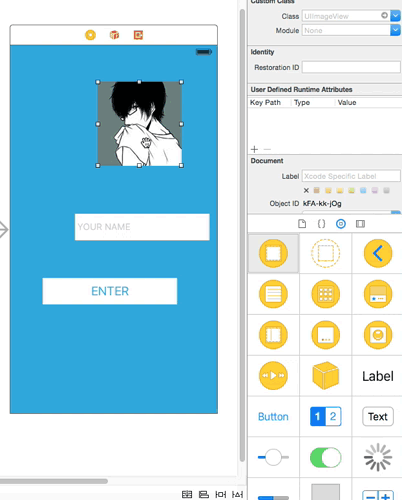 Custom Class
Class UIImageView
Module None
Identity
Restoration ID
User Defined Runtime Attributes
Key Path Type Value
Document
Label Xcode Specific Label
Object ID kFA-kk-jOg
YOUR NAME
ENTER
Label
Button
1 2
Text